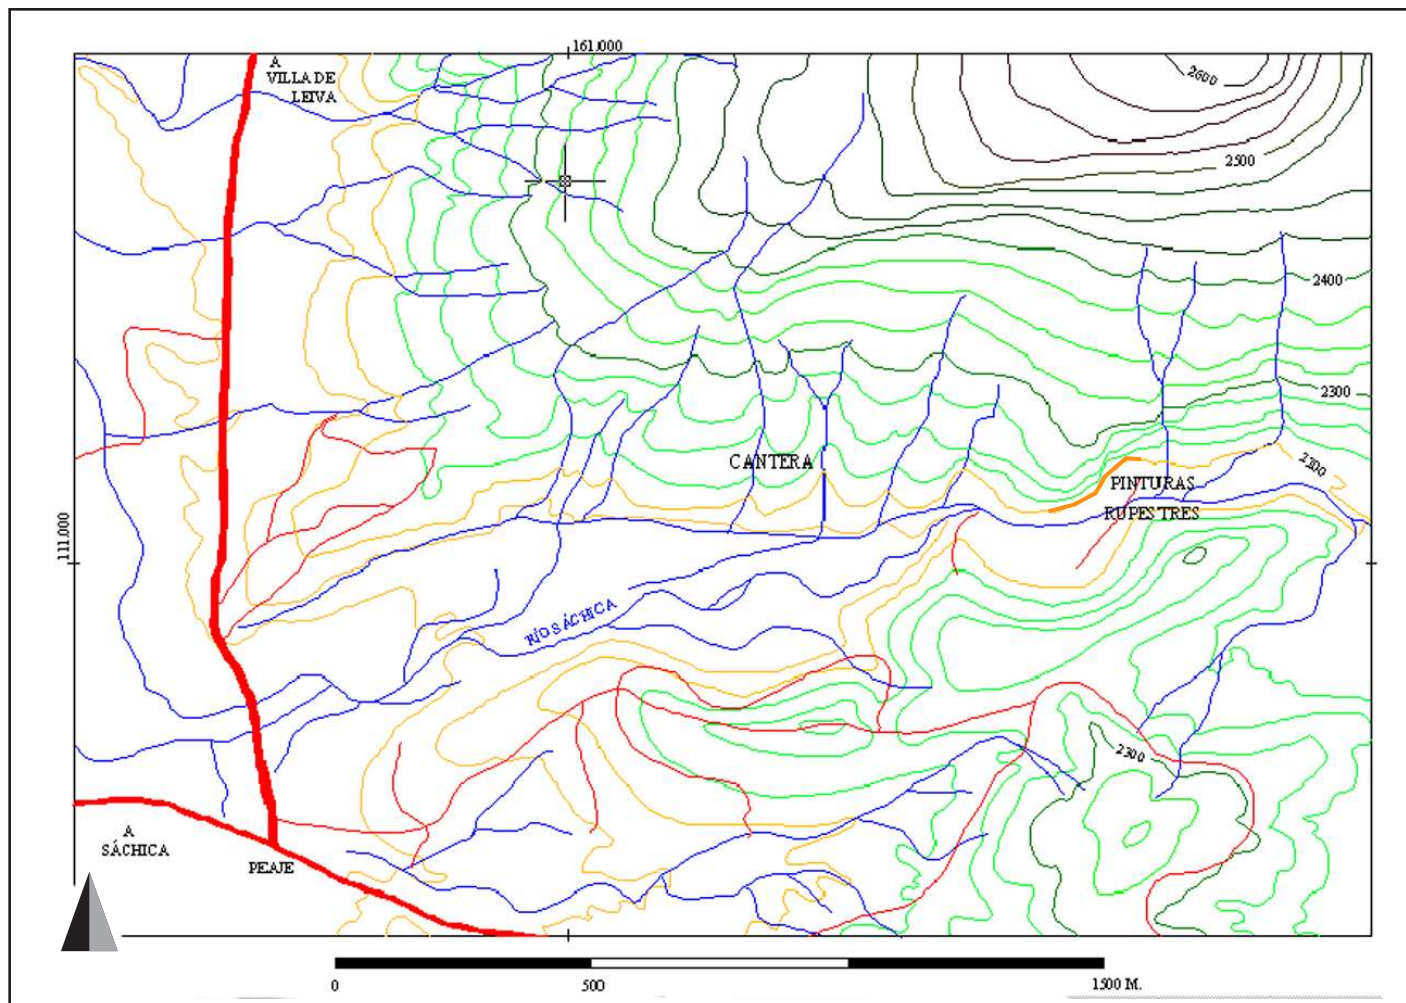 161.000
A
VILLA DE
LEIVA
2600
2500
2400
2300
CANTERA
2300
PINTURAS
RUPESTRES
111.000
RÍO SÁCHICA
2300
A
SÁCHICA
PEAJE
0
500
1500 M.